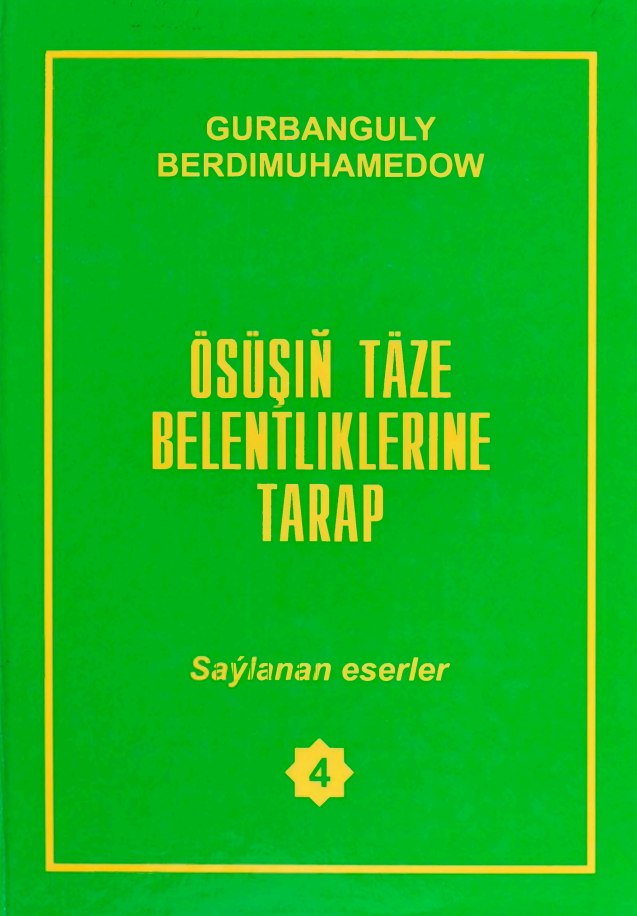 GURBANGULY
BERDIMUHAMEDOW
ÖSÜŞIŇ TÄZE
BELENTLIKLERINE
TARAP
Saýlanan eserler
4